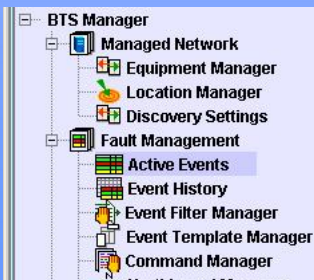 BTS Manager
Managed Network
Equipment Manager
Location Manager
Discovery Settings
Fault Management
Active Events
Event History
Event Filter Manager
Event Template Manager
Command Manager